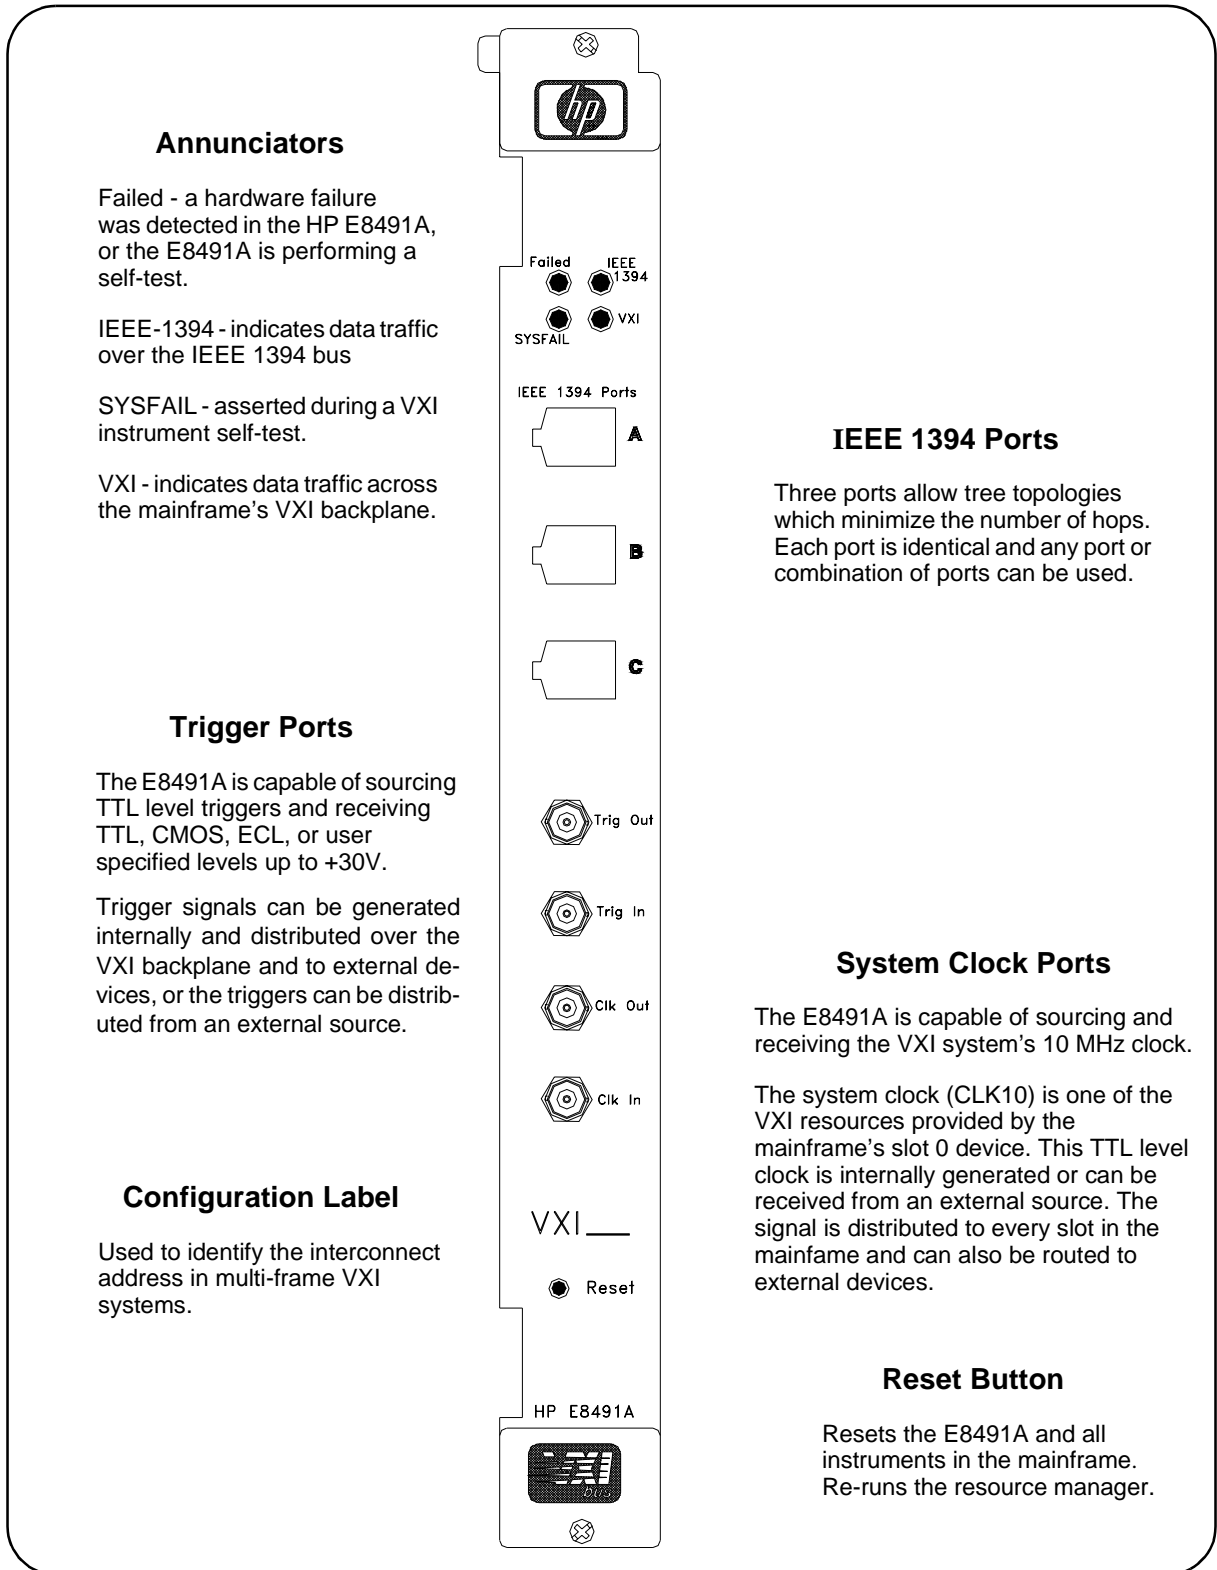 hp
Annunciators
Failed - a hardware failure
was detected in the HP E8491A,
or the E8491A is performing a
self-test.
IEEE-1394 - indicates data traffic
over the IEEE 1394 bus
SYSFAIL - asserted during a VXI
instrument self-test.
VXI - indicates data traffic across
the mainframe's VXI backplane.
Trigger Ports
The E8491A is capable of sourcing
TTL level triggers and receiving
TTL, CMOS, ECL, or user
specified levels up to +30V.
Trigger signals can be generated
internally and distributed over the
VXI backplane and to external de-
vices, or the triggers can be distrib-
uted from an external source.
Configuration Label
Used to identify the interconnect
address in multi-frame VXI
systems.
Failed
IEEE
1394
SYSFAIL
VXI
IEEE 1394 Ports
A
B
C
Trig Out
Trig In
Clk Out
Clk In
VXI__
Reset
HP E8491A
VXI
bus
IEEE 1394 Ports
Three ports allow tree topologies
which minimize the number of hops.
Each port is identical and any port or
combination of ports can be used.
System Clock Ports
The E8491A is capable of sourcing and
receiving the VXI system's 10 MHz clock.
The system clock (CLK10) is one of the
VXI resources provided by the
mainframe's slot 0 device. This TTL level
clock is internally generated or can be
received from an external source. The
signal is distributed to every slot in the
mainfame and can also be routed to
external devices.
Reset Button
Resets the E8491A and all
instruments in the mainframe.
Re-runs the resource manager.